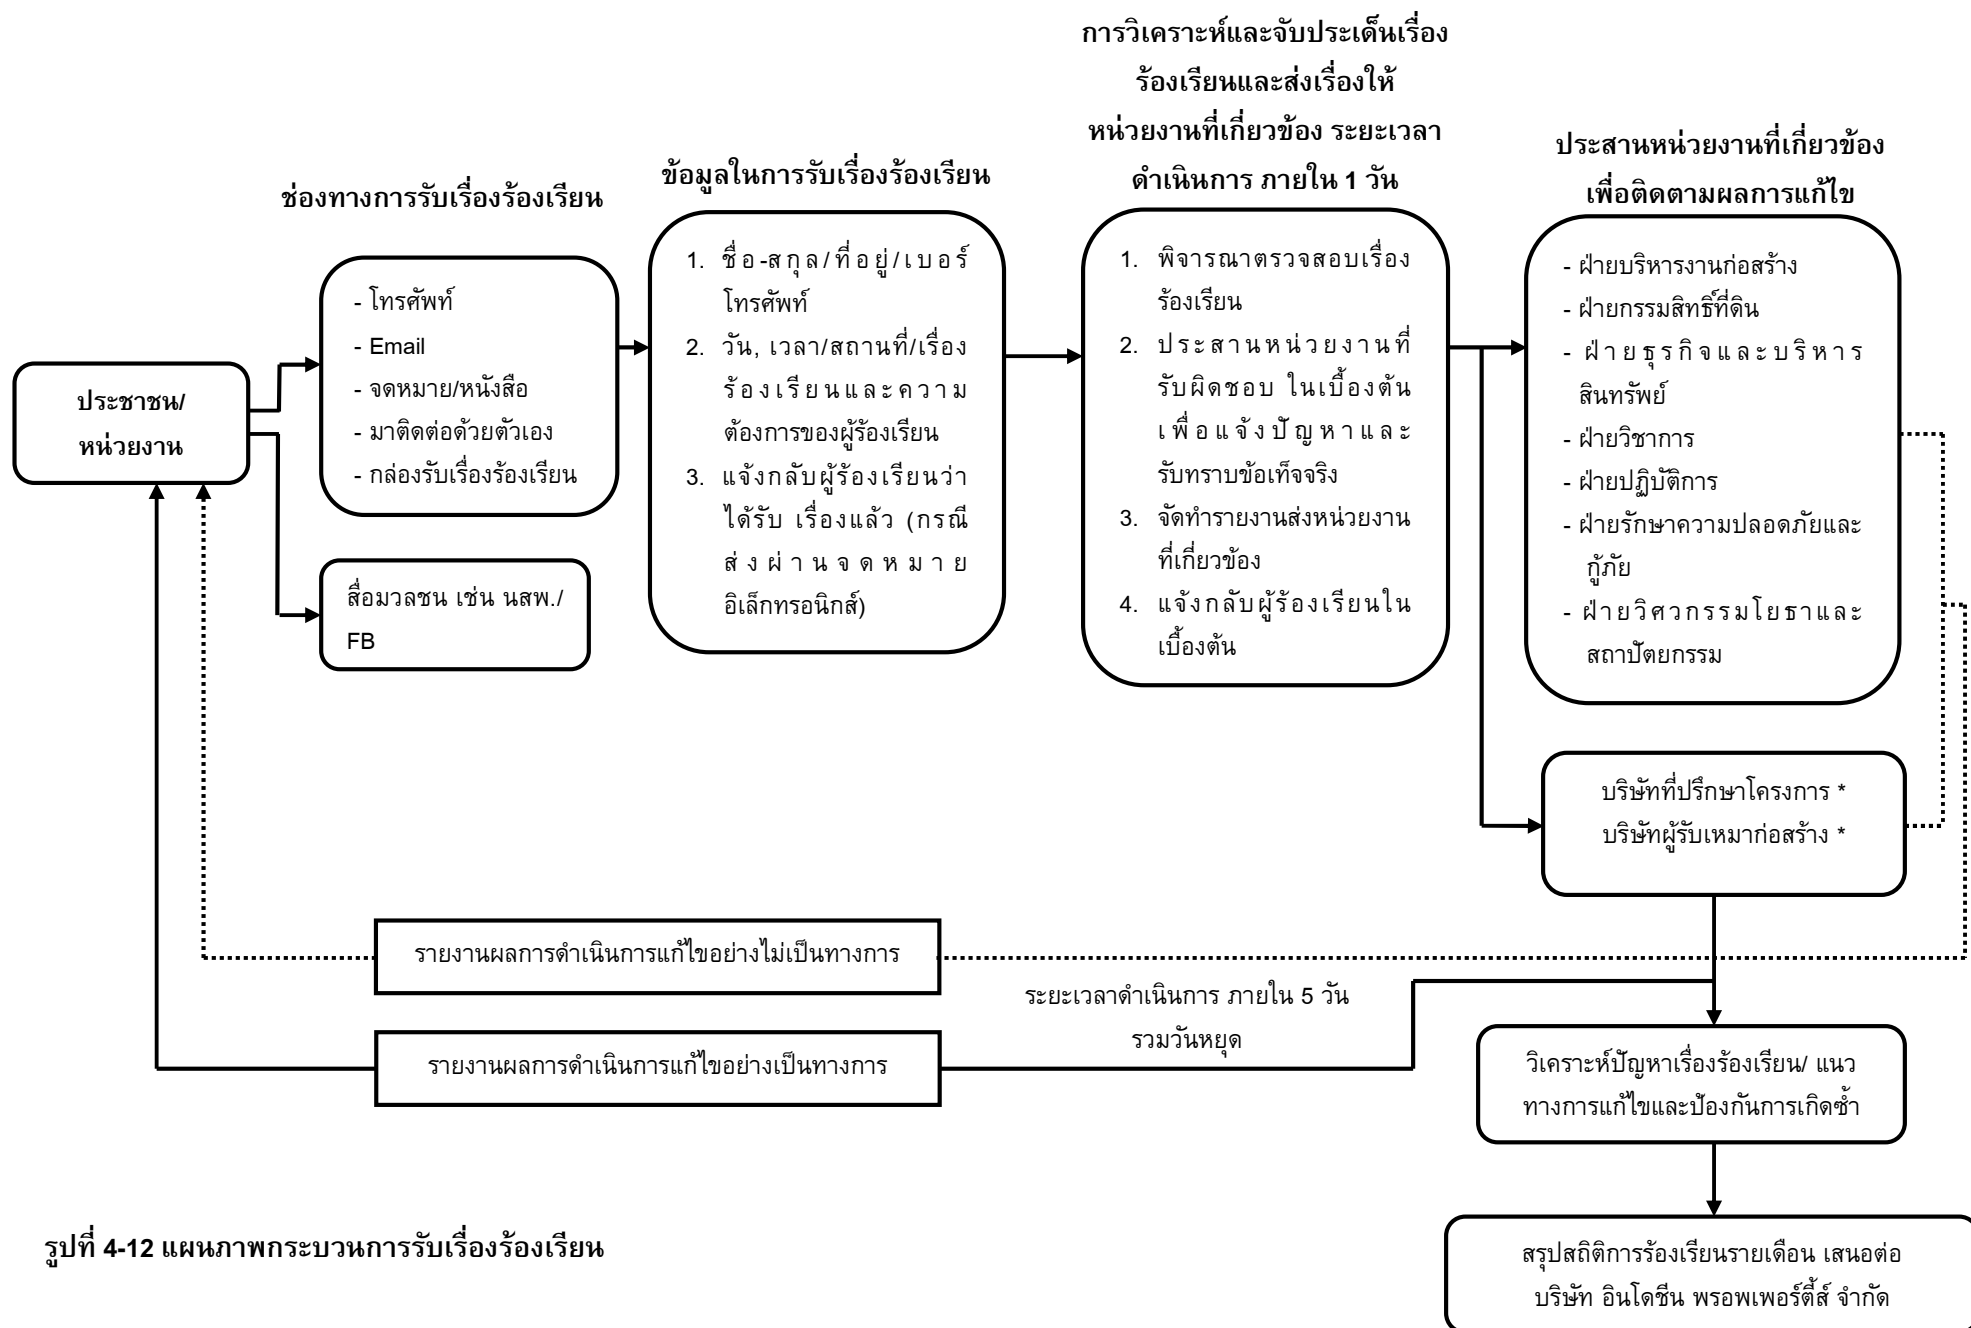 การวิเคราะห์และจับประเด็นเรื่อง
ร้องเรียนและส่งเรื่องให้
หน่วยงานที่เกี่ยวข้อง ระยะเวลา
ดำเนินการ ภายใน 1 วัน
ประสานหน่วยงานที่เกี่ยวข้อง
เพื่อติดตามผลการแก้ไข
ข้อมูลในการรับเรื่องร้องเรียน
ช่องทางการรับเรื่องร้องเรียน
ประชาชน/
หน่วยงาน
- โทรศัพท์
- Email
- จดหมาย/หนังสือ
- มาติดต่อด้วยตัวเอง
- กล่องรับเรื่องร้องเรียน
สื่อมวลชน เช่น นสพ./
FB
1. ชื่อ-สกุล/ที่อยู่/เบอร์
โทรศัพท์
2. วัน, เวลา/สถานที่/เรื่อง
ร้องเรียนและความ
ต้องการของผู้ร้องเรียน
3. แจ้งกลับผู้ร้องเรียนว่า
ได้รับ เรื่องแล้ว (กรณี
ส่งผ่านจดหมาย
อิเล็กทรอนิกส์)
1. พิจารณาตรวจสอบเรื่อง
ร้องเรียน
2. ประสานหน่วยงานที่
รับผิดชอบ ในเบื้องต้น
เพื่อแจ้งปัญหาและ
รับทราบข้อเท็จจริง
3. จัดทำรายงานส่งหน่วยงาน
ที่เกี่ยวข้อง
4. แจ้งกลับผู้ร้องเรียนใน
เบื้องต้น
- ฝ่ายบริหารงานก่อสร้าง
- ฝ่ายกรรมสิทธิ์ที่ดิน
- ฝ่ายธุรกิจและบริหาร
สินทรัพย์
- ฝ่ายวิชาการ
- ฝ่ายปฏิบัติการ
- ฝ่ายรักษาความปลอดภัยและ
กู้ภัย
- ฝ่ายวิศวกรรมโยธาและ
สถาปัตยกรรม
บริษัทที่ปรึกษาโครงการ *
บริษัทผู้รับเหมาก่อสร้าง *
รายงานผลการดำเนินการแก้ไขอย่างไม่เป็นทางการ
ระยะเวลาดำเนินการ ภายใน 5 วัน
รวมวันหยุด
รายงานผลการดำเนินการแก้ไขอย่างเป็นทางการ
วิเคราะห์ปัญหาเรื่องร้องเรียน/ แนว
ทางการแก้ไขและป้องกันการเกิดซ้ำ
สรุปสถิติการร้องเรียนรายเดือน เสนอต่อ
บริษัท อินโดชีน พรอพเพอร์ตี้ส์ จำกัด
รูปที่ 4-12 แผนภาพกระบวนการรับเรื่องร้องเรียน